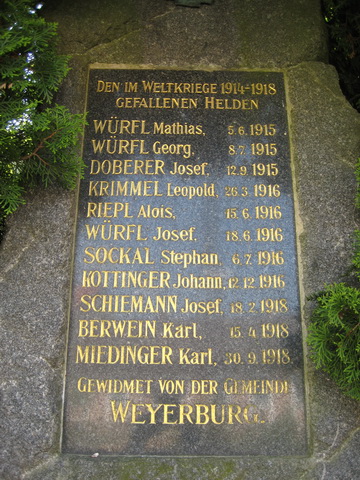 Den im Weltkriege 1914-1918
gefallenen Helden
WÜRFL Mathias, 5.6.1915
WÜRFL Georg, 8.7.1915
DOBERER Josef. 12.9.1915
KRIMMEL Leopold, 26.3.1916
RIEPL Alois, 15.6.1916
WÜRFL Josef. 18.6.1916
SOCKAL Stephan, 6.7.1916
KOTTINGER Johann, 12.12.1916
SCHIEMANN Josef, 18.2.1918
BERWEIN Karl, 15.4.1918
MIEDINGER Karl, 30.9.1918
Gewidmet von der Gemeinde
Weyerburg.